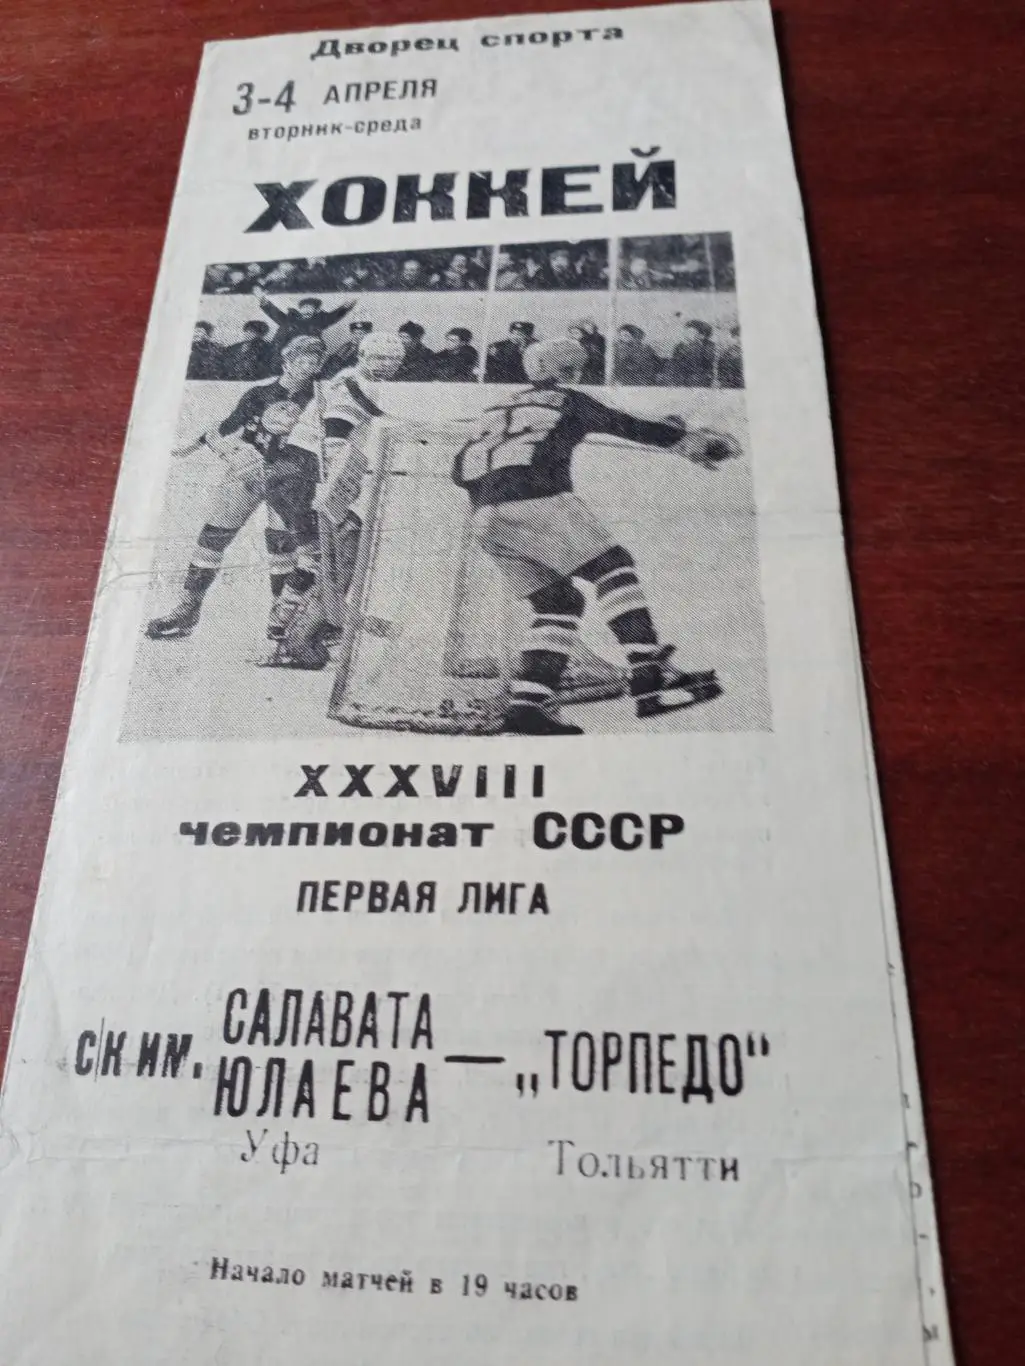 Дворец спорта
3-4 АПРЕЛЯ
вторник-среда
ХОККЕЙ
XXXVIII
чемпионат СССР
ПЕРВАЯ ЛИГА
С/К ИМ. САЛАВАТА ЮЛАЕВА — „ТОРПЕДО“
Уфа Тольятти
Начало матчей в 19 часов